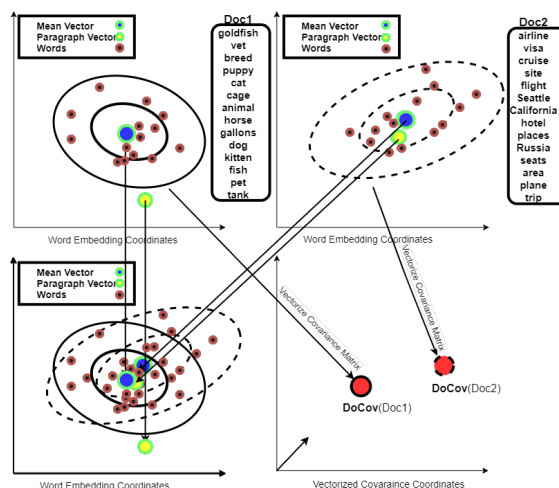 Doc1
Mean Vector
Paragraph Vector
Words
goldfish
vet
breed
puppy
cat
cage
animal
horse
gallons
dog
kitten
fish
pet
tank
Word Embedding Coordinates
Doc2
Mean Vector
Paragraph Vector
Words
airline
visa
cruise
site
flight
Seattle
California
hotel
places
Russia
seats
area
plane
trip
Word Embedding Coordinates
Mean Vector
Paragraph Vector
Words
Word Embedding Coordinates
Vectorize Covariance Matrix
Vectorize Covariance Matrix
DoCov(Doc1)
DoCov(Doc2)
Vectorized Covaraince Coordinates